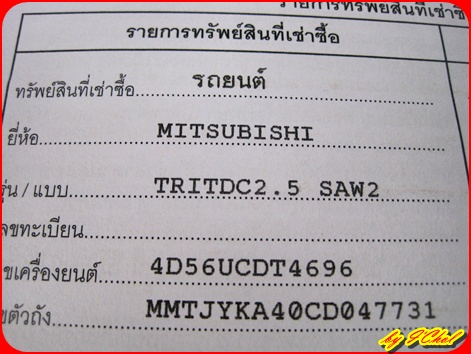 รายการทรัพย์สินที่เช่าซื้อ
รายการทรัพย์สินที่เช่าซื้อ
ทรัพย์สินที่เช่าซื้อ......รถยนต์
ยี่ห้อ......MITSUBISHI
รุ่น / แบบ......TRITDC2.5 SAW2
เลขทะเบียน......
เลขเครื่องยนต์......4D56UCDT4696
เลขตัวถัง......MMTJYKA40CD047731
by 9Chol